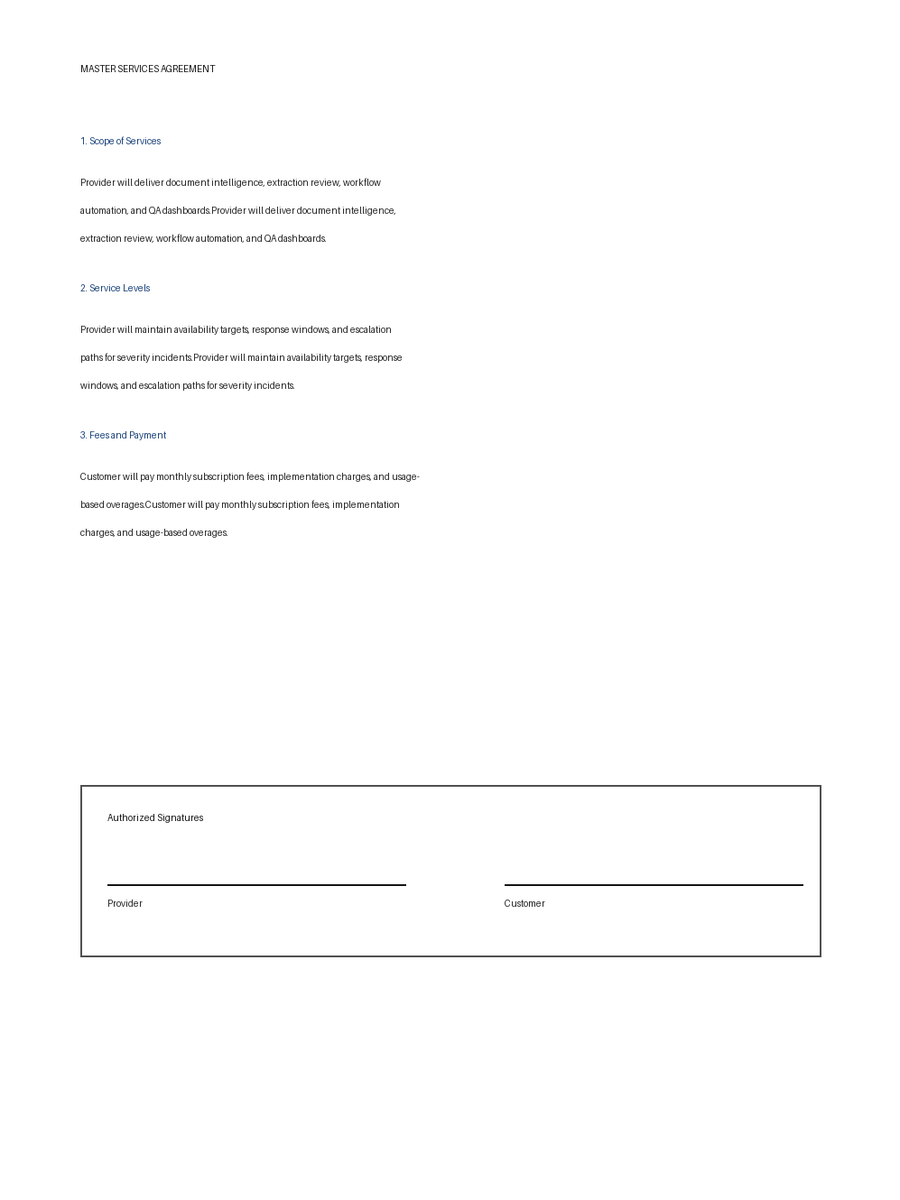 MASTER SERVICES AGREEMENT
1. Scope of Services
Provider will deliver document intelligence, extraction review, workflow
automation, and QA dashboards.Provider will deliver document intelligence,
extraction review, workflow automation, and QA dashboards.
2. Service Levels
Provider will maintain availability targets, response windows, and escalation
paths for severity incidents.Provider will maintain availability targets, response
windows, and escalation paths for severity incidents.
3. Fees and Payment
Customer will pay monthly subscription fees, implementation charges, and usage-
based overages.Customer will pay monthly subscription fees, implementation
charges, and usage-based overages.
Authorized Signatures
Provider
Customer